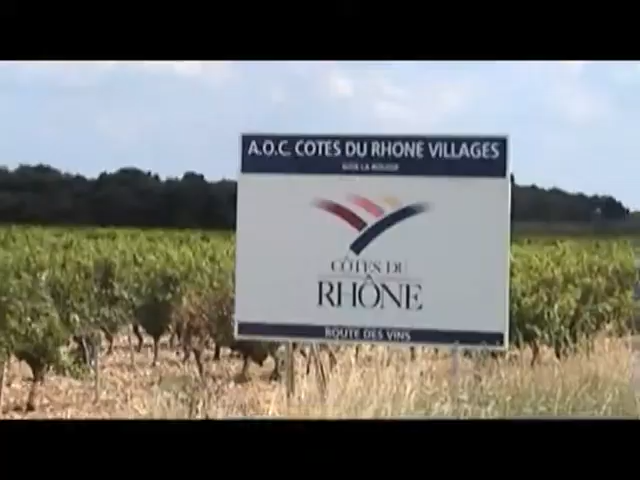 A.O.C. COTES DU RHONE VILLAGES
CÔTES DU
RHÔNE
ROUTE DES VINS